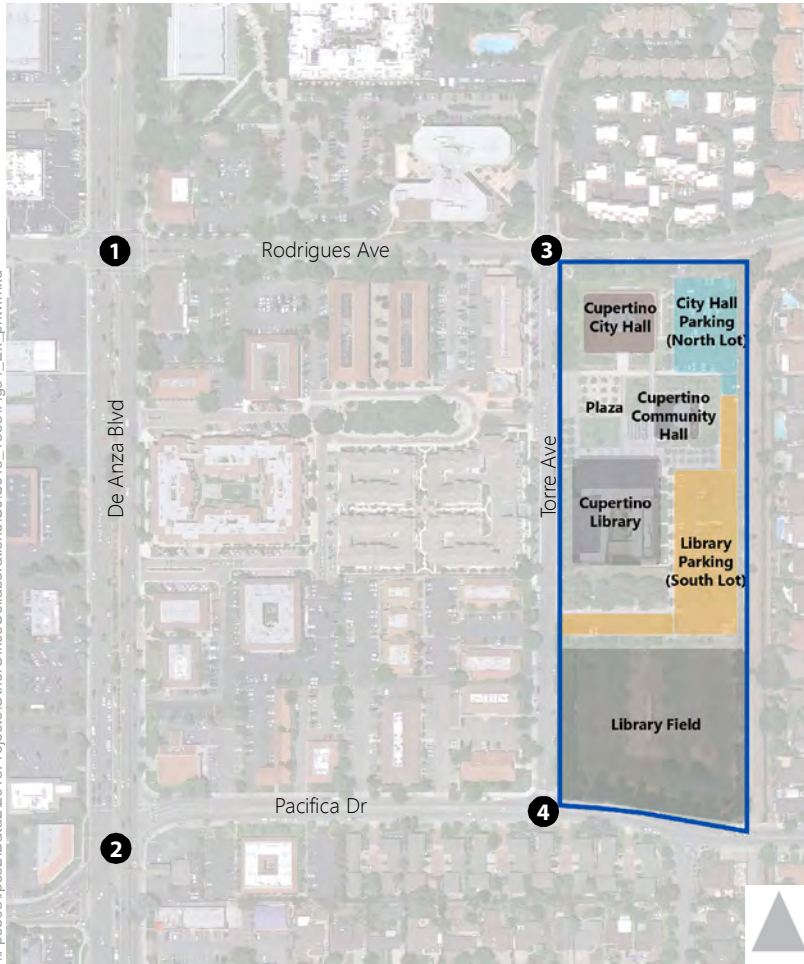 1
Rodrigues Ave
3
Cupertino
City Hall
City Hall
Parking
(North Lot)
Plaza
Cupertino
Community
Hall
De Anza Blvd
Torre Ave
Cupertino
Library
Library
Parking
(South Lot)
Library Field
Pacifica Dr
4
2